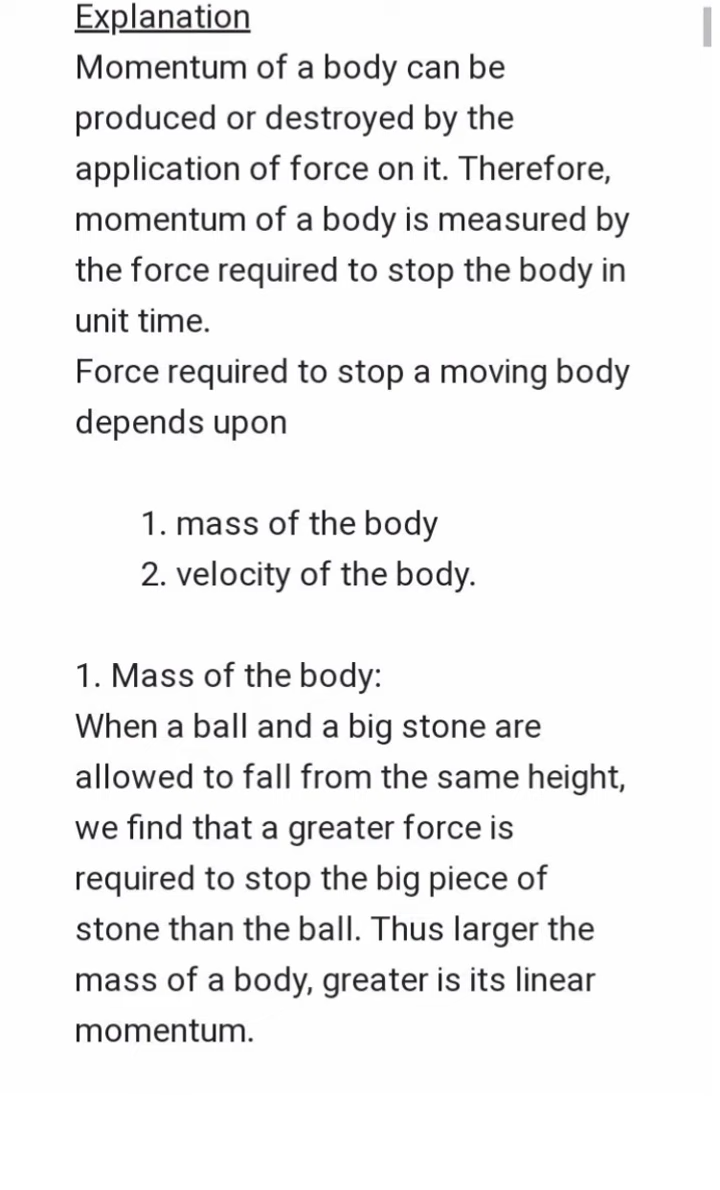 Explanation
Momentum of a body can be
produced or destroyed by the
application of force on it. Therefore,
momentum of a body is measured by
the force required to stop the body in
unit time.
Force required to stop a moving body
depends upon
1. mass of the body
2. velocity of the body.
1. Mass of the body:
When a ball and a big stone are
allowed to fall from the same height,
we find that a greater force is
required to stop the big piece of
stone than the ball. Thus larger the
mass of a body, greater is its linear
momentum.